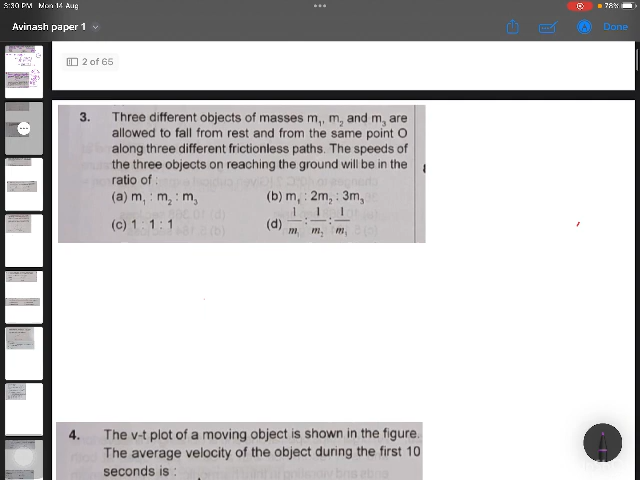 3:30 PM Mon 14 Aug
78%
Avinash paper 1
Done
2 of 65
3. Three different objects of masses m₁, m₂ and m₃ are
allowed to fall from rest and from the same point O
along three different frictionless paths. The speeds of
the three objects on reaching the ground will be in the
ratio of :
(a) m₁ : m₂ : m₃ (b) m₁ : 2m₂ : 3m₃
(c) 1 : 1 : 1 (d) 1/m₁ : 1/m₂ : 1/m₃
4. The v-t plot of a moving object is shown in the figure.
The average velocity of the object during the first 10
seconds is :